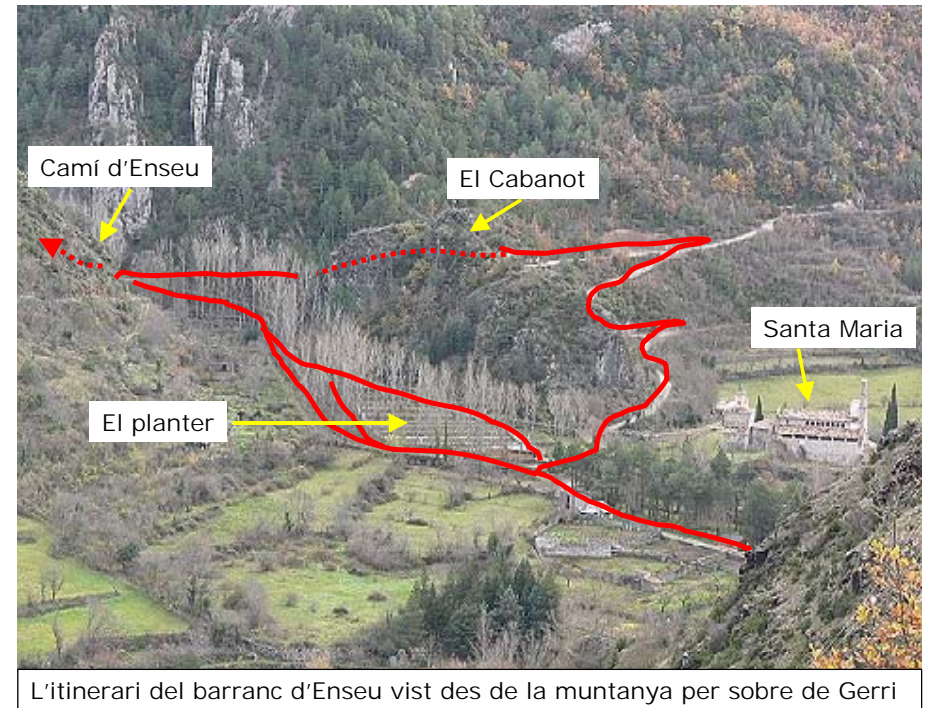 Camí d'Enseu
El Cabanot
Santa Maria
El planter
L'itinerari del barranc d'Enseu vist des de la muntanya per sobre de Gerri